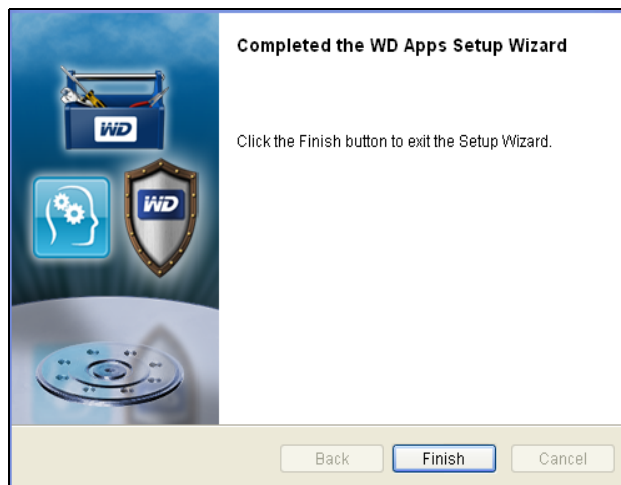 Completed the WD Apps Setup Wizard
Click the Finish button to exit the Setup Wizard.
WD
WD
Back
Finish
Cancel